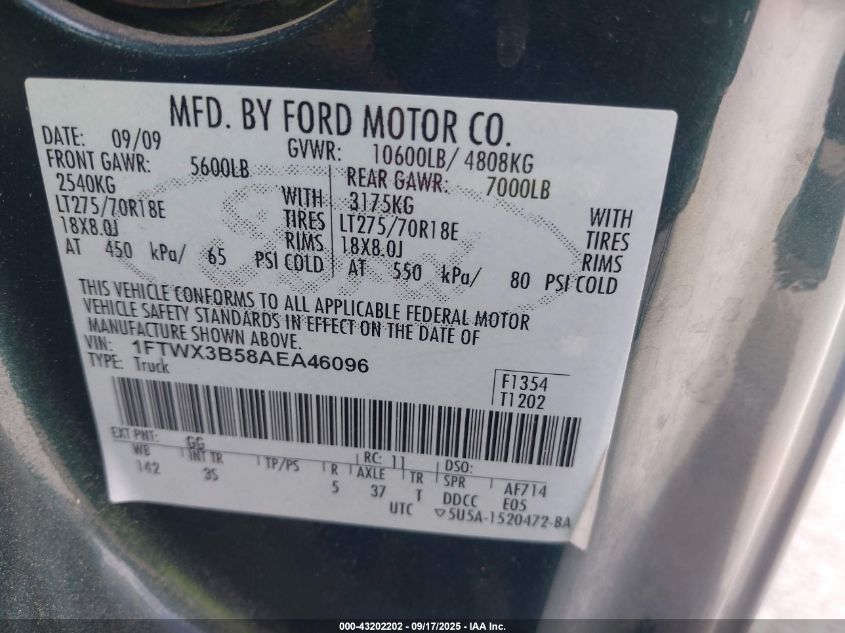 MFD. BY FORD MOTOR CO.
DATE: 09/09 GVWR: 10600LB/ 4808KG
FRONT GAWR: 5600LB REAR GAWR: 7000LB
2540KG WITH 3175KG WITH
LT275/70R18E TIRES LT275/70R18E TIRES
18X8.0J RIMS 18X8.0J RIMS
AT 450 kPa/ 65 PSI COLD AT 550 kPa/ 80 PSI COLD
THIS VEHICLE CONFORMS TO ALL APPLICABLE FEDERAL MOTOR
VEHICLE SAFETY STANDARDS IN EFFECT ON THE DATE OF
MANUFACTURE SHOWN ABOVE.
VIN: 1FTWX3B58AEA46096
TYPE: Truck
F1354
T1202
EXT PNT: GG RC: 11 DSO:
WB INT TR TP/PS R AXLE TR SPR AF714
142 3S 5 37 T DDCC E05
UTC ▽5U5A-1520472-BA
000-43202202 - 09/17/2025 - IAA Inc.